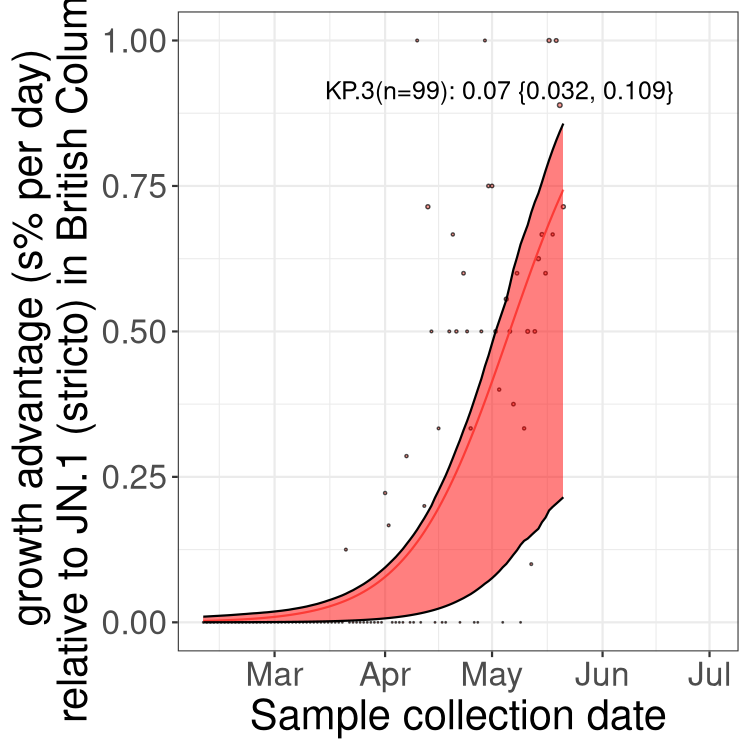 growth advantage (s% per day)
relative to JN.1 (stricto) in British Colum
KP.3(n=99): 0.07 {0.032, 0.109}
1.00
0.75
0.50
0.25
0.00
Mar Apr May Jun Jul
Sample collection date